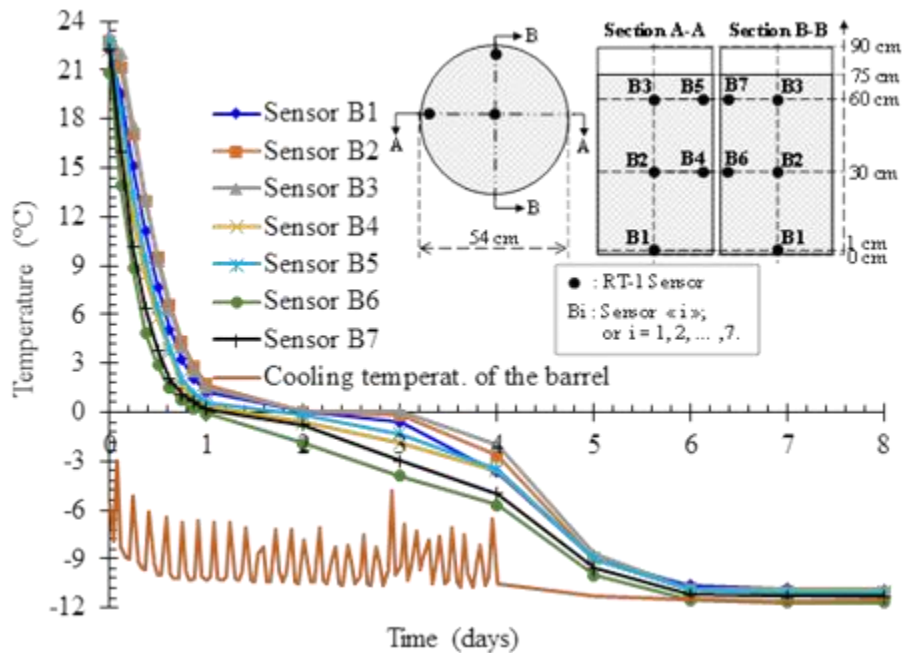 24
21
18
15
12
9
6
3
0
-3
-6
-9
-12
Temperature (°C)
0 1 2 3 4 5 6 7 8
Time (days)
Sensor B1
Sensor B2
Sensor B3
Sensor B4
Sensor B5
Sensor B6
Sensor B7
Cooling temperat. of the barrel
B
A A
B
54 cm
Section A-A Section B-B
90 cm
75 cm
B3 B5 B7 B3 60 cm
B2 B4 B6 B2 30 cm
B1 B1 1 cm
0 cm
● : RT-1 Sensor
Bi : Sensor « i »;
or i = 1, 2, ... , 7.